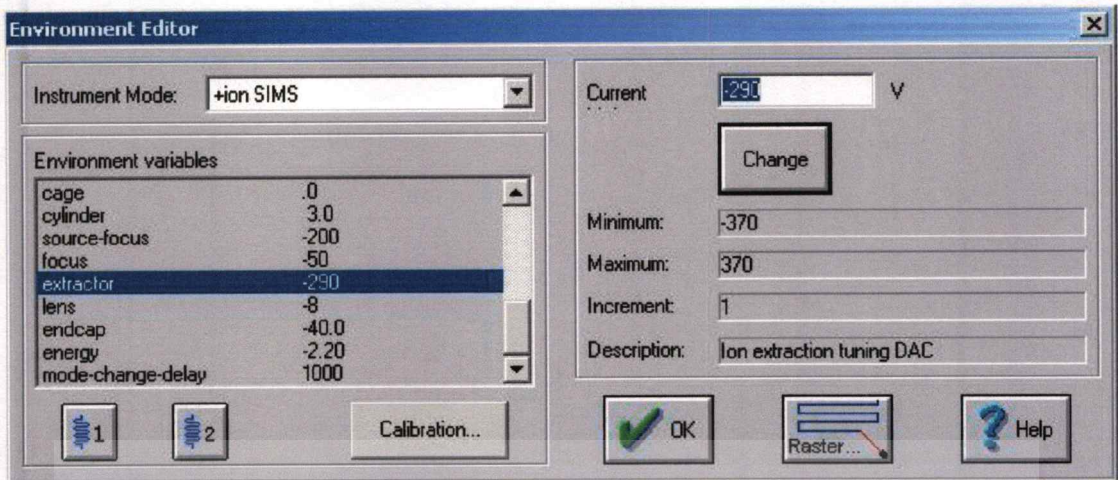 Environment Editor
Instrument Mode: +ion SIMS
Environment variables
cage .0
cylinder 3.0
source-focus -200
focus -50
extractor -290
lens -8
endcap -40.0
energy -2.20
mode-change-delay 1000
1 2 Calibration...
Current -290 V
Change
Minimum: -370
Maximum: 370
Increment: 1
Description: Ion extraction tuning DAC
OK Raster... Help